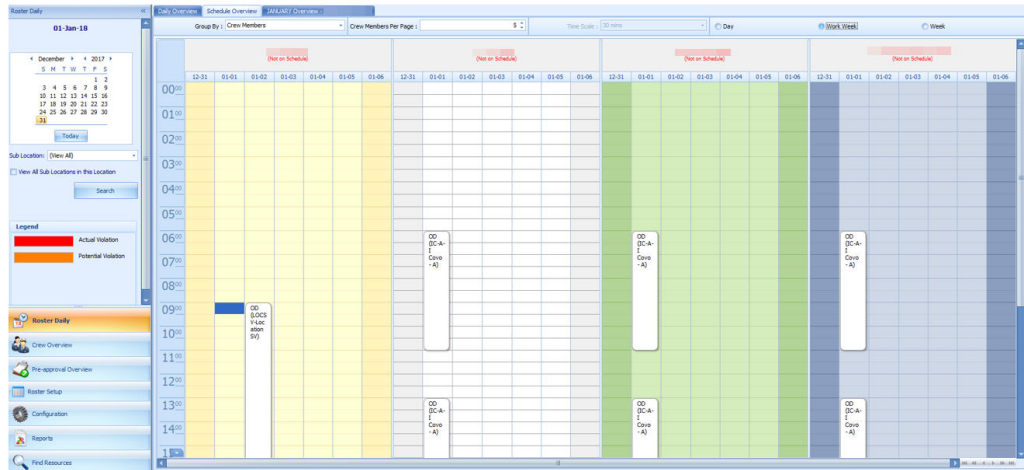 Roster Daily
01-Jan-18
December 2017
S M T W T F S
1 2
3 4 5 6 7 8 9
10 11 12 13 14 15 16
17 18 19 20 21 22 23
24 25 26 27 28 29 30
31
Today
Sub Location: (View All)
View All Sub Locations in this Location
Search
Legend
Actual Violation
Potential Violation
Roster Daily
Crew Overview
Pre-approval Overview
Roster Setup
Configuration
Reports
Find Resources
Daily Overview Schedule Overview JANUARY Overview
Group By : Crew Members Crew Members Per Page : 5 Time Scale : 30 mins Day Work Week Week
(Not on Schedule) (Not on Schedule) (Not on Schedule) (Not on Schedule)
12-31 01-01 01-02 01-03 01-04 01-05 01-06 12-31 01-01 01-02 01-03 01-04 01-05 01-06 12-31 01-01 01-02 01-03 01-04 01-05 01-06 12-31 01-01 01-02 01-03 01-04 01-05 01-06
00 00
01 00
02 00
03 00
04 00
05 00
06 00
07 00
08 00
09 00
10 00
11 00
12 00
13 00
14 00
OD
(LOCS
V-Loc
ation
SV)
OD
(IC-A-
I
Covo
- A)
OD
(IC-A-
I
Covo
- A)
OD
(IC-A-
I
Covo
- A)
OD
(IC-A-
I
Covo
- A)
OD
(IC-A-
I
Covo
- A)
OD
(IC-A-
I
Covo
- A)